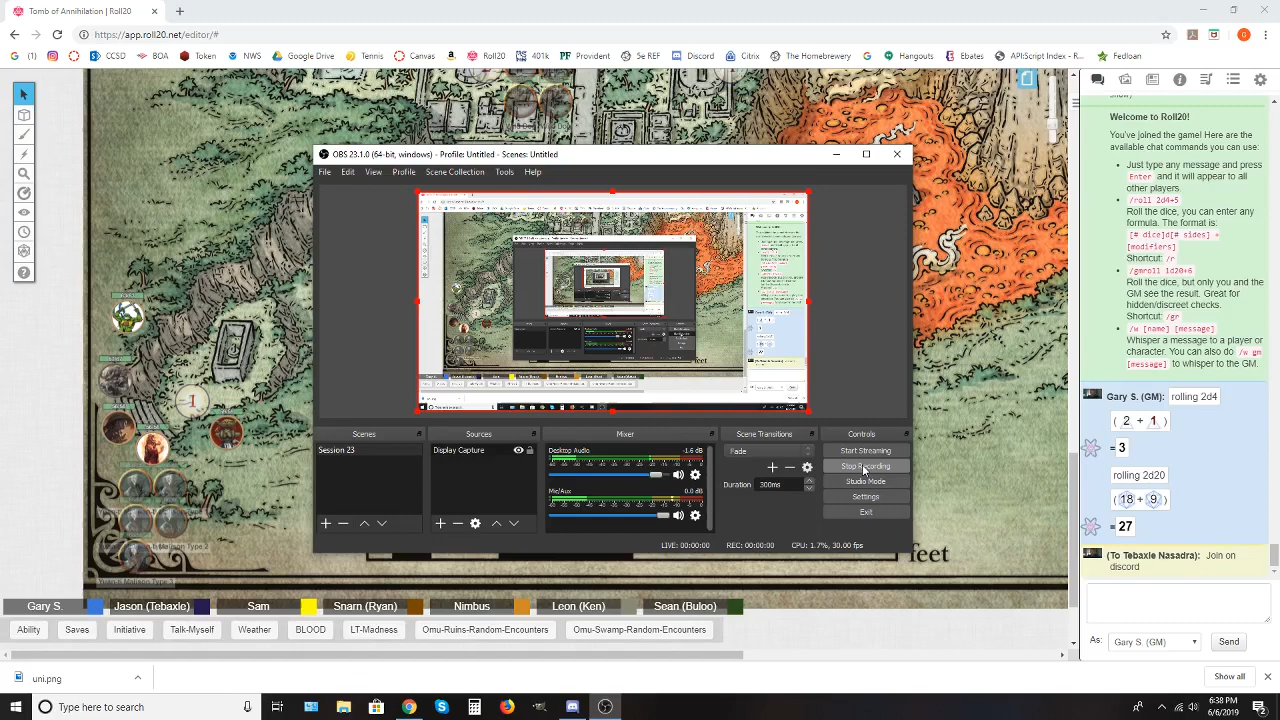 Tomb of Annihilation | Roll20
https://app.roll20.net/editor/#
(1)
CCSD
BOA
Token
NWS
Google Drive
Tennis
Canvas
Roll20
401k
Provident
5e REF
Discord
Citrix
The Homebrewery
Hangouts
Ebates
APIScript Index - R
Fedloan
OBS 23.1.0 (64-bit, windows) - Profile: Untitled - Scenes: Untitled
File Edit View Profile Scene Collection Tools Help
Scenes
Sources
Mixer
Scene Transitions
Controls
Session 23
Display Capture
Desktop Audio -1.6 dB
Mic/Aux 0.0 dB
Fade
Duration 300ms
Start Streaming
Stop Recording
Studio Mode
Settings
Exit
LIVE: 00:00:00
REC: 00:00:00
CPU: 1.7%, 30.00 fps
feet
Welcome to Roll20!
You've joined the game! Here are the
available chat commands you can use:
Just type any message and press
Enter and it will appear to all
other players.
/roll 2d4+5
Roll the dice, you can enter any
formula. The format is
[# dice]d[# sides] +
[modifiers]
Shortcut: /r
/gmroll 1d20+6
Roll the dice, but only you and the
GM see the result. Great for
hidden/discreet checks.
Shortcut: /gr
/w [name] [message]
Whisper a message to a player or
character. You can also do /w gm
[message] to whisper the GM.
Gary S. (GM): rolling 2d4
( 2 + 1 )
= 3
rolling 2d20
(18 + 9)
= 27
(To Tebaxle Nasadra): Join on
discord
As: Gary S. (GM)
Send
Gary S.
Jason (Tebaxle)
Sam
Snarn (Ryan)
Nimbus
Leon (Ken)
Sean (Buloo)
Ability
Saves
Initiative
Talk-Myself
Weather
BLOOD
LT-Madness
Omu-Ruins-Random-Encounters
Omu-Swamp-Random-Encounters
uni.png
Show all
Type here to search
6:38 PM
6/6/2019